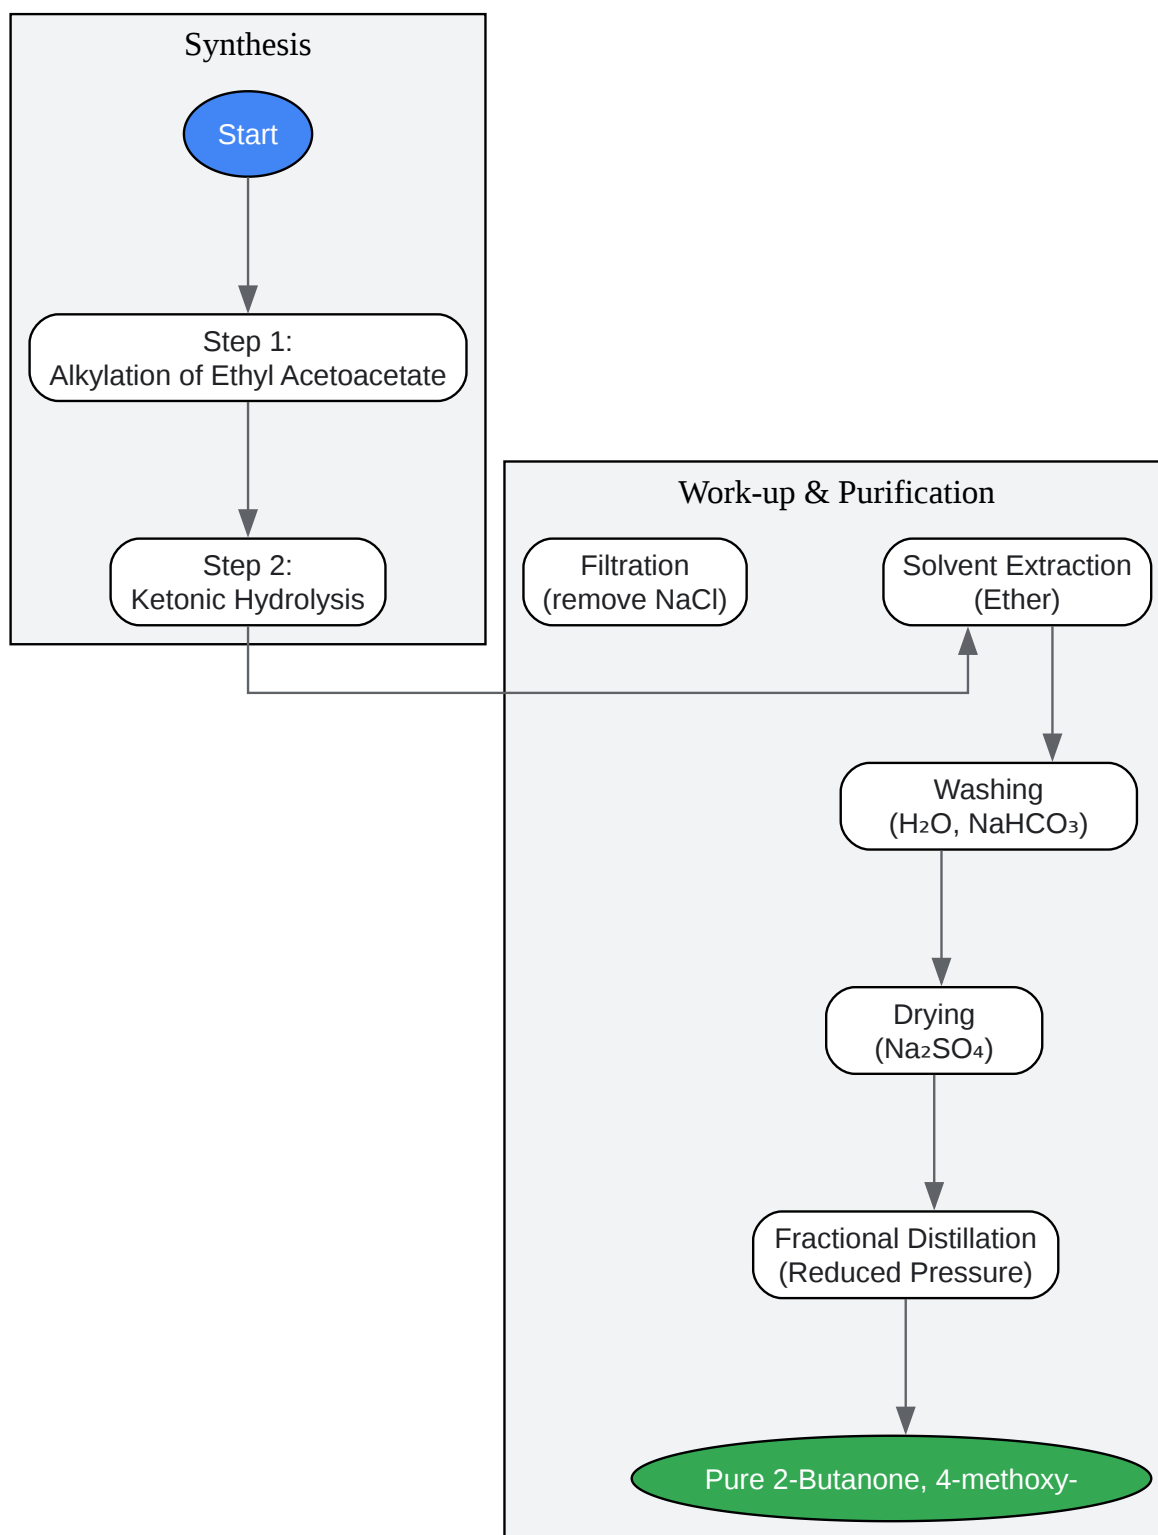 Synthesis
Start
Step 1:
Alkylation of Ethyl Acetoacetate
Step 2:
Ketonic Hydrolysis
Work-up & Purification
Filtration
(remove NaCl)
Solvent Extraction
(Ether)
Washing
(H₂O, NaHCO₃)
Drying
(Na₂SO₄)
Fractional Distillation
(Reduced Pressure)
Pure 2-Butanone, 4-methoxy-